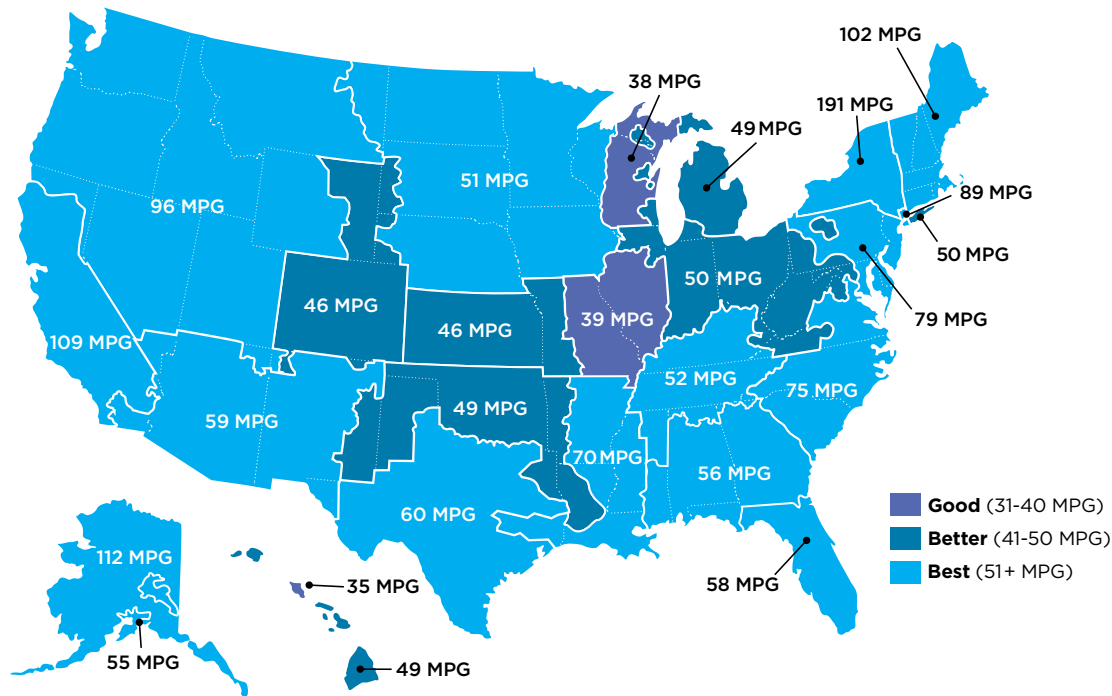 102 MPG
38 MPG
191 MPG
49 MPG
51 MPG
89 MPG
96 MPG
50 MPG
50 MPG
46 MPG
79 MPG
39 MPG
46 MPG
109 MPG
52 MPG
75 MPG
49 MPG
59 MPG
70 MPG
56 MPG
60 MPG
Good (31-40 MPG)
Better (41-50 MPG)
Best (51+ MPG)
112 MPG
35 MPG
58 MPG
55 MPG
49 MPG